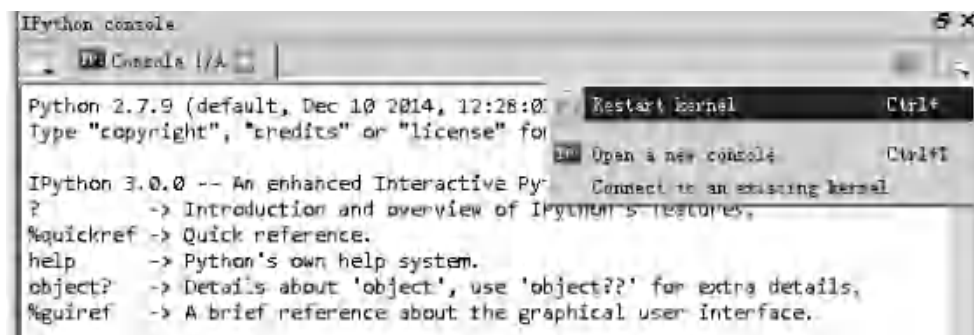 IPython console
Console 1/A
Python 2.7.9 (default, Dec 10 2014, 12:28:0
Type "copyright", "credits" or "license" fo
IPython 3.0.0 -- An enhanced Interactive Py
? -> Introduction and overview of IPython's features.
%quickref -> Quick reference.
help -> Python's own help system.
object? -> Details about 'object', use 'object??' for extra details.
%guiref -> A brief reference about the graphical user interface.
Restart kernel Ctrl+
Open a new console Ctrl+T
Connect to an existing kernel